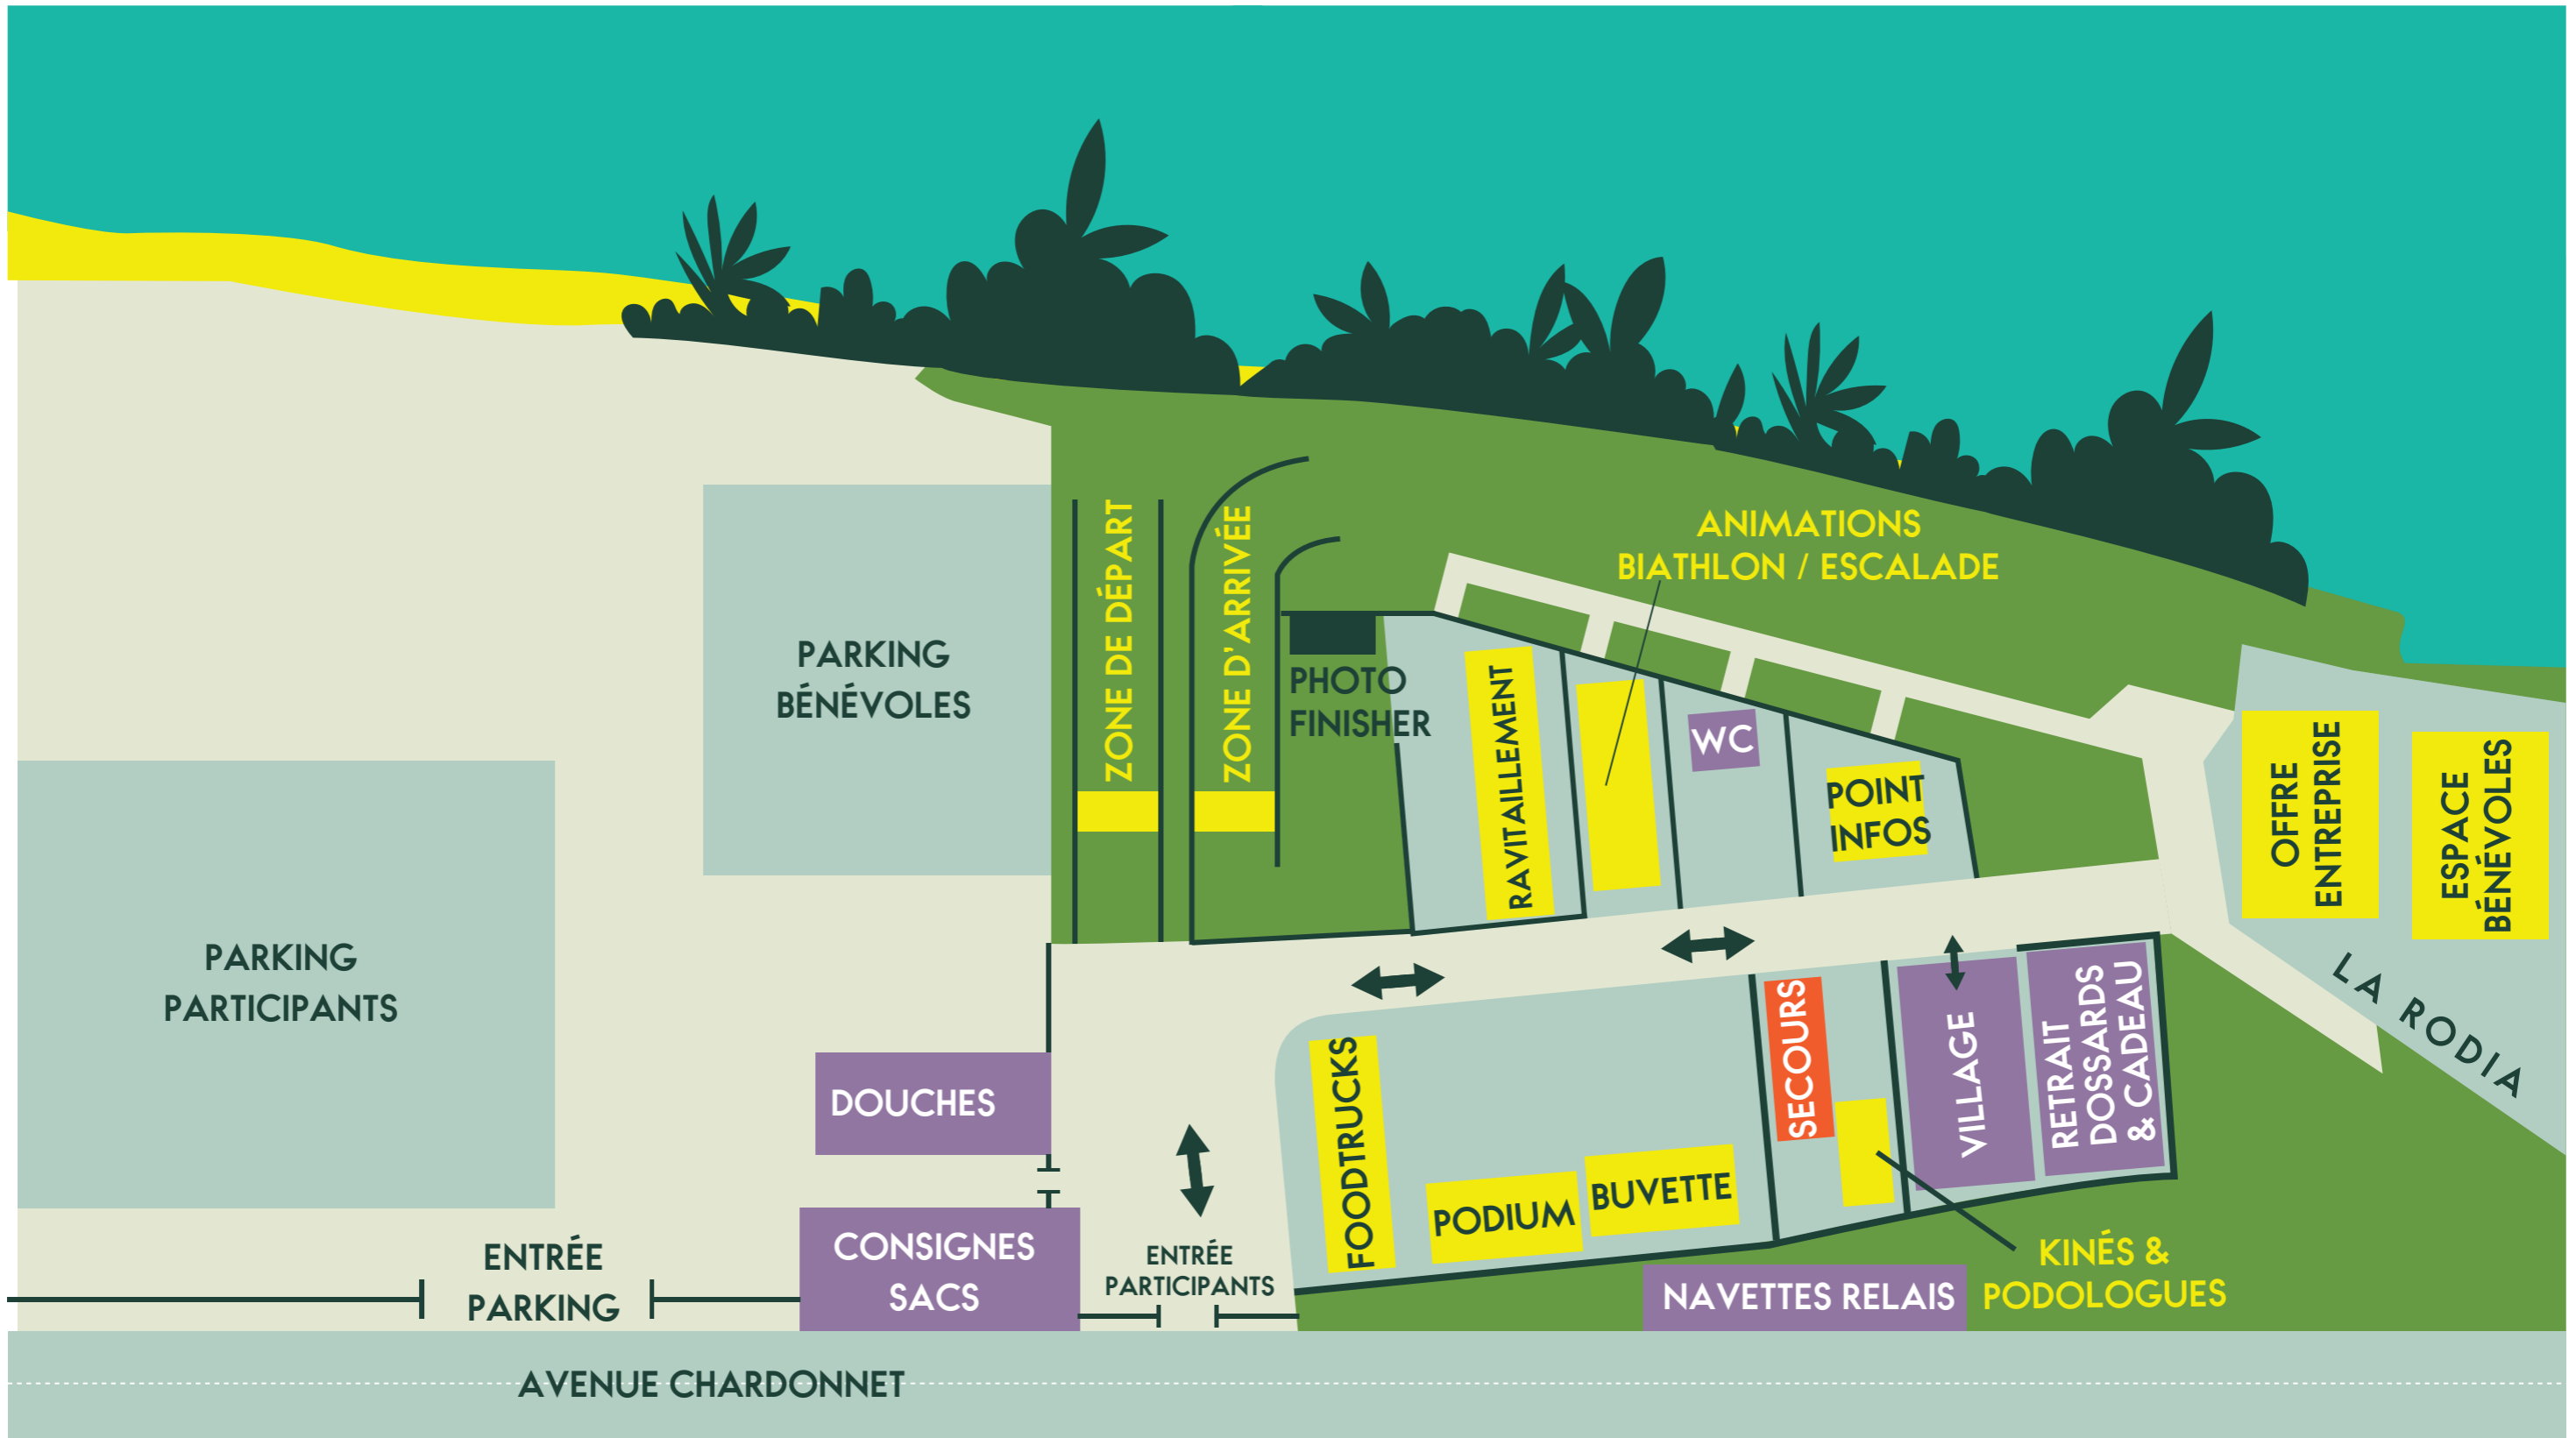 ANIMATIONS
BIATHLON / ESCALADE
ZONE DE DÉPART
ZONE D'ARRIVÉE
PARKING
BÉNÉVOLES
PHOTO
FINISHER
RAVITAILLEMENT
WC
POINT
INFOS
OFFRE
ENTREPRISE
ESPACE
BÉNÉVOLES
LA RODIA
PARKING
PARTICIPANTS
DOUCHES
FOODTRUCKS
PODIUM
BUVETTE
SECOURS
VILLAGE
RETRAIT
DOSSARDS
& CADEAU
ENTRÉE
PARKING
CONSIGNES
SACS
ENTRÉE
PARTICIPANTS
NAVETTES RELAIS
KINÉS &
PODOLOGUES
AVENUE CHARDONNET